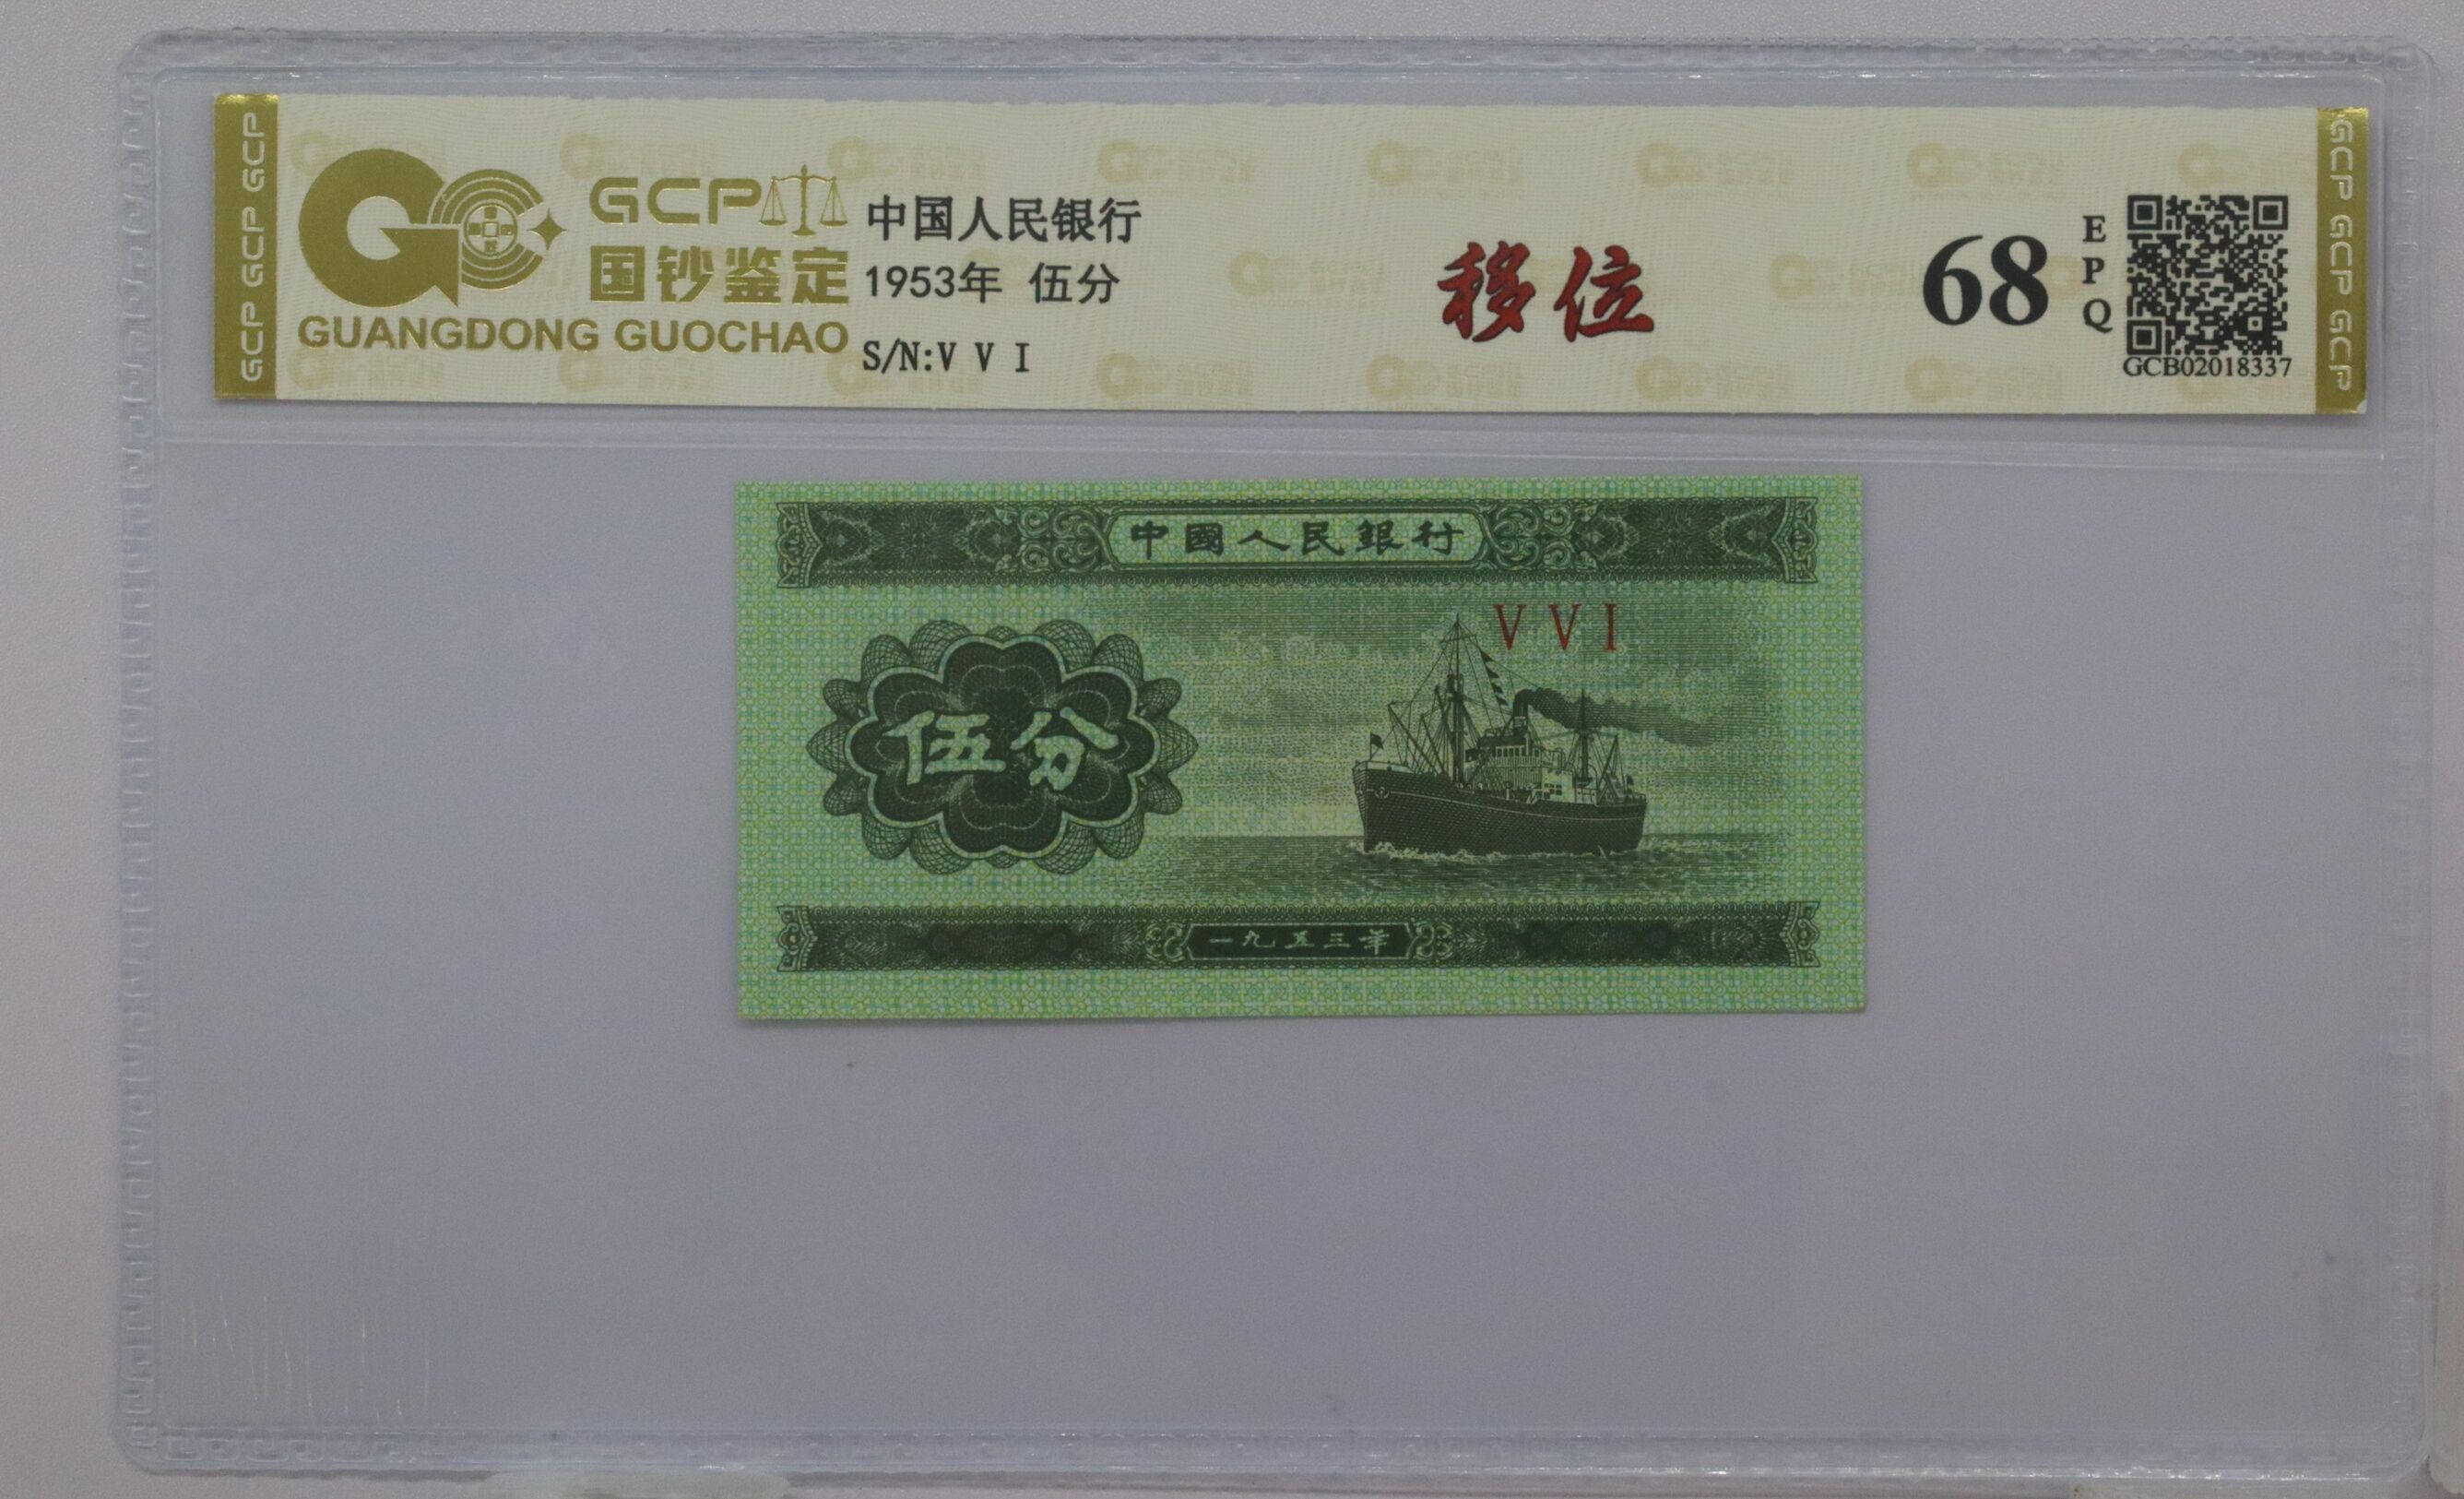 GCP GCP GCP
GCP
国钞鉴定
GUANGDONG GUOCHAO
中国人民银行
1953年 伍分
S/N:V V I
移位
68
EPQ
GCB02018337
GCP GCP GCP
中國人民銀行
V V I
伍分
一九五三年